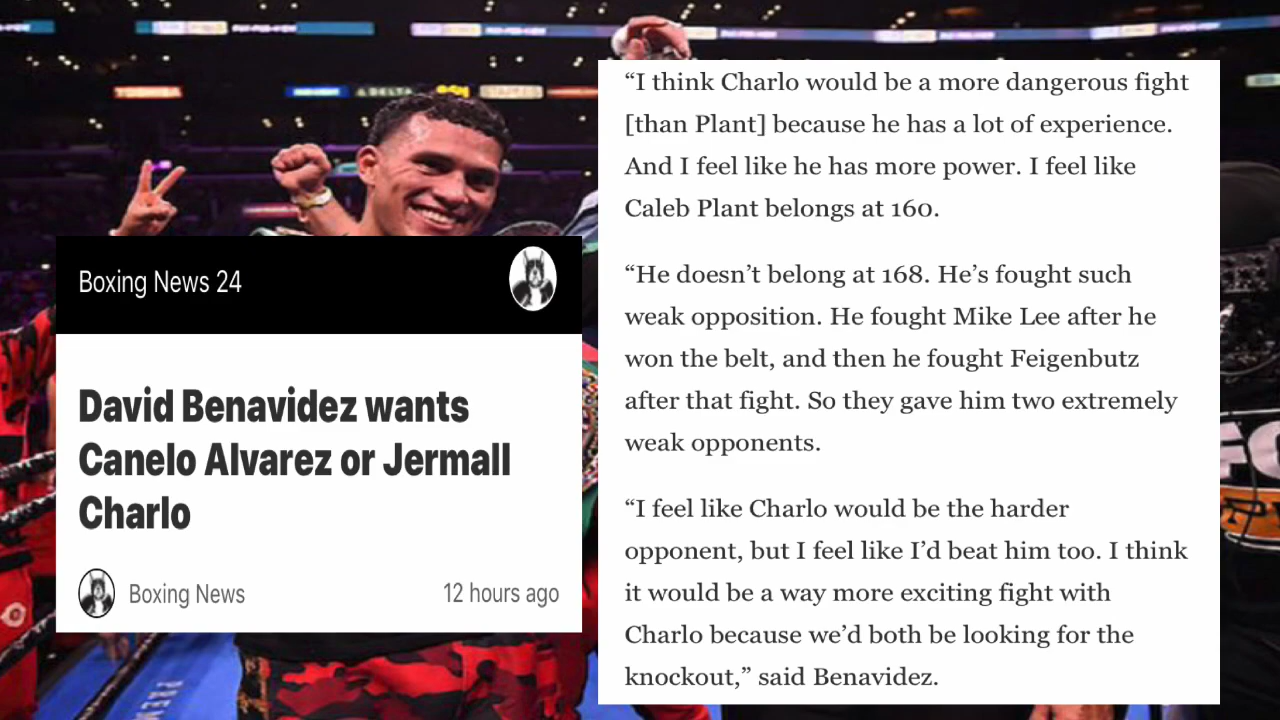 TOSHIBA
DELTA
Boxing News 24
David Benavidez wants
Canelo Alvarez or Jermall
Charlo
Boxing News
12 hours ago
“I think Charlo would be a more dangerous fight
[than Plant] because he has a lot of experience.
And I feel like he has more power. I feel like
Caleb Plant belongs at 160.
“He doesn’t belong at 168. He’s fought such
weak opposition. He fought Mike Lee after he
won the belt, and then he fought Feigenbutz
after that fight. So they gave him two extremely
weak opponents.
“I feel like Charlo would be the harder
opponent, but I feel like I’d beat him too. I think
it would be a way more exciting fight with
Charlo because we’d both be looking for the
knockout,” said Benavidez.
PREM